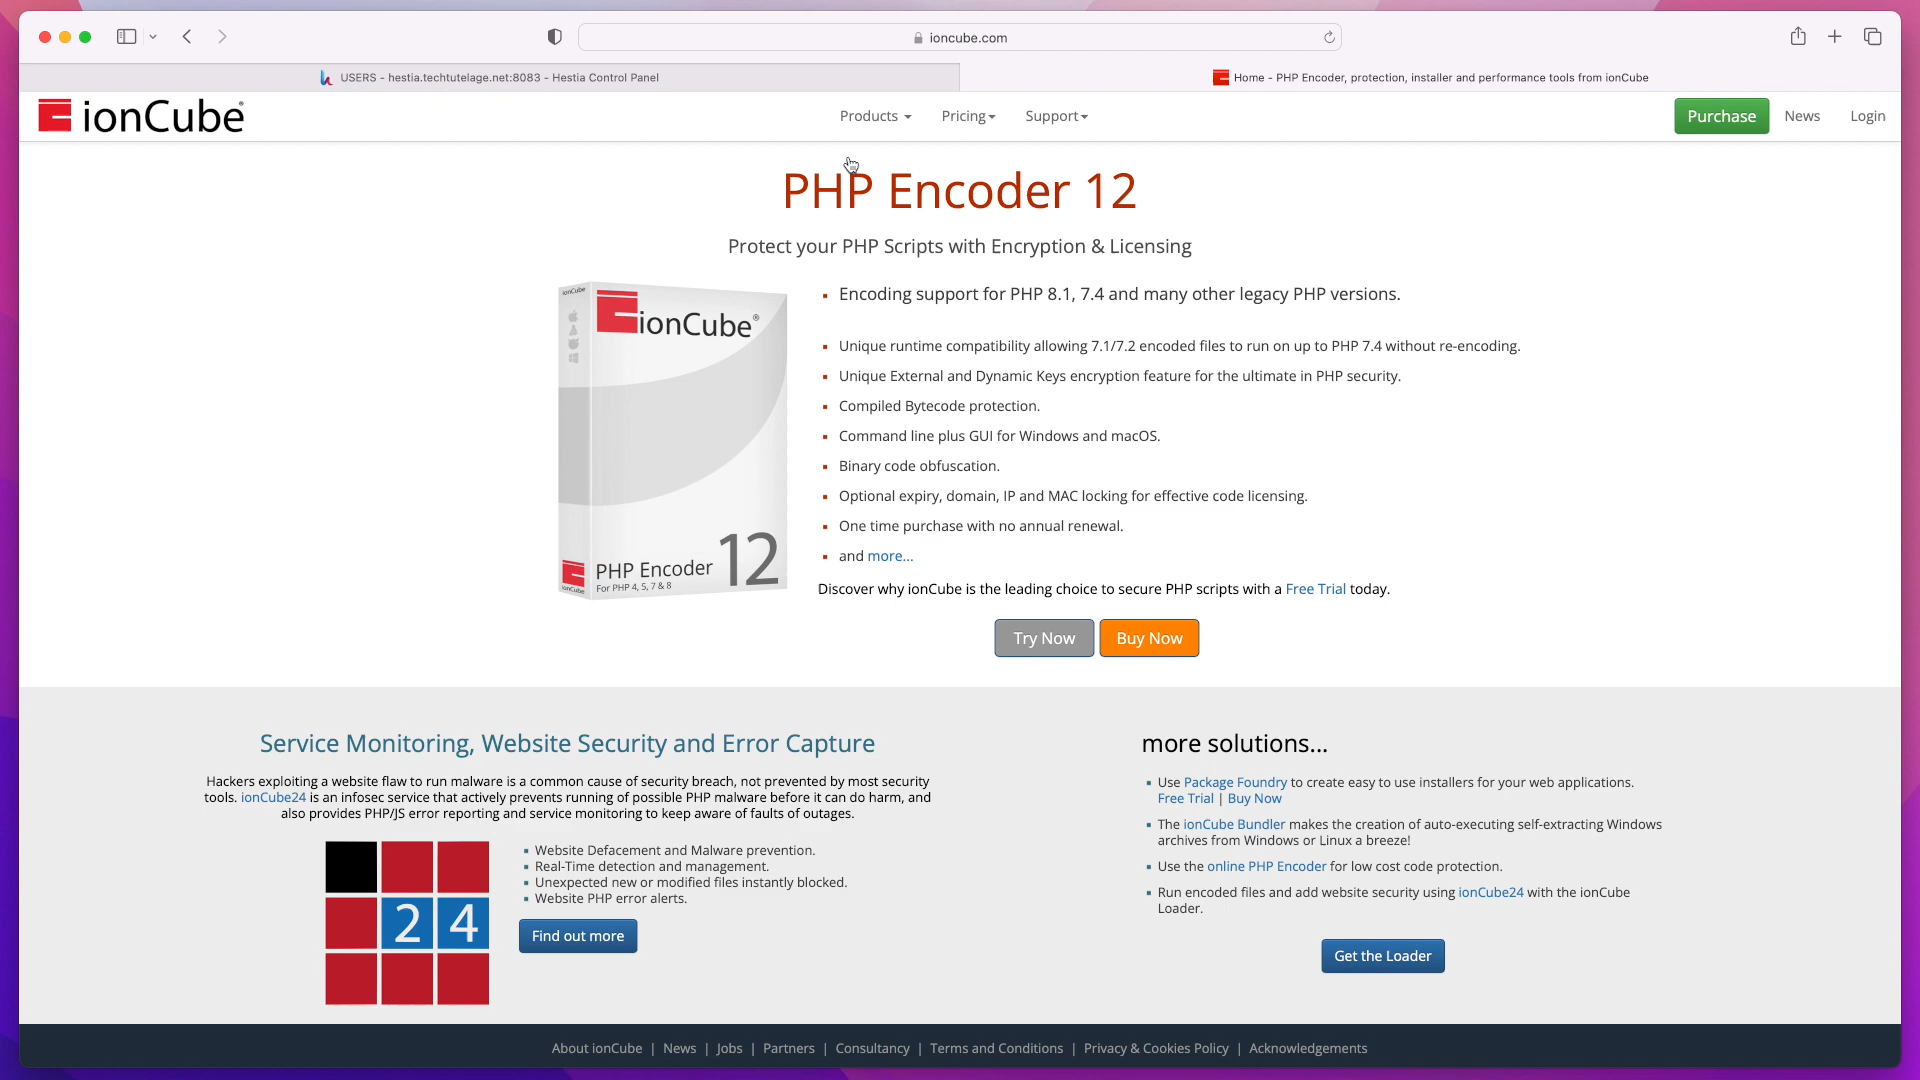 ioncube.com
USERS - hestia.techtutelage.net:8083 - Hestia Control Panel
Home - PHP Encoder, protection, installer and performance tools from ionCube
ionCube®
Products
Pricing
Support
Purchase
News
Login
PHP Encoder 12
Protect your PHP Scripts with Encryption & Licensing
ionCube
ionCube®
PHP Encoder 12
For PHP 4, 5, 7 & 8
ionCube
Encoding support for PHP 8.1, 7.4 and many other legacy PHP versions.
Unique runtime compatibility allowing 7.1/7.2 encoded files to run on up to PHP 7.4 without re-encoding.
Unique External and Dynamic Keys encryption feature for the ultimate in PHP security.
Compiled Bytecode protection.
Command line plus GUI for Windows and macOS.
Binary code obfuscation.
Optional expiry, domain, IP and MAC locking for effective code licensing.
One time purchase with no annual renewal.
and more...
Discover why ionCube is the leading choice to secure PHP scripts with a Free Trial today.
Try Now
Buy Now
Service Monitoring, Website Security and Error Capture
Hackers exploiting a website flaw to run malware is a common cause of security breach, not prevented by most security
tools. ionCube24 is an infosec service that actively prevents running of possible PHP malware before it can do harm, and
also provides PHP/JS error reporting and service monitoring to keep aware of faults of outages.
24
Website Defacement and Malware prevention.
Real-Time detection and management.
Unexpected new or modified files instantly blocked.
Website PHP error alerts.
Find out more
more solutions...
Use Package Foundry to create easy to use installers for your web applications.
Free Trial | Buy Now
The ionCube Bundler makes the creation of auto-executing self-extracting Windows
archives from Windows or Linux a breeze!
Use the online PHP Encoder for low cost code protection.
Run encoded files and add website security using ionCube24 with the ionCube
Loader.
Get the Loader
About ionCube | News | Jobs | Partners | Consultancy | Terms and Conditions | Privacy & Cookies Policy | Acknowledgements